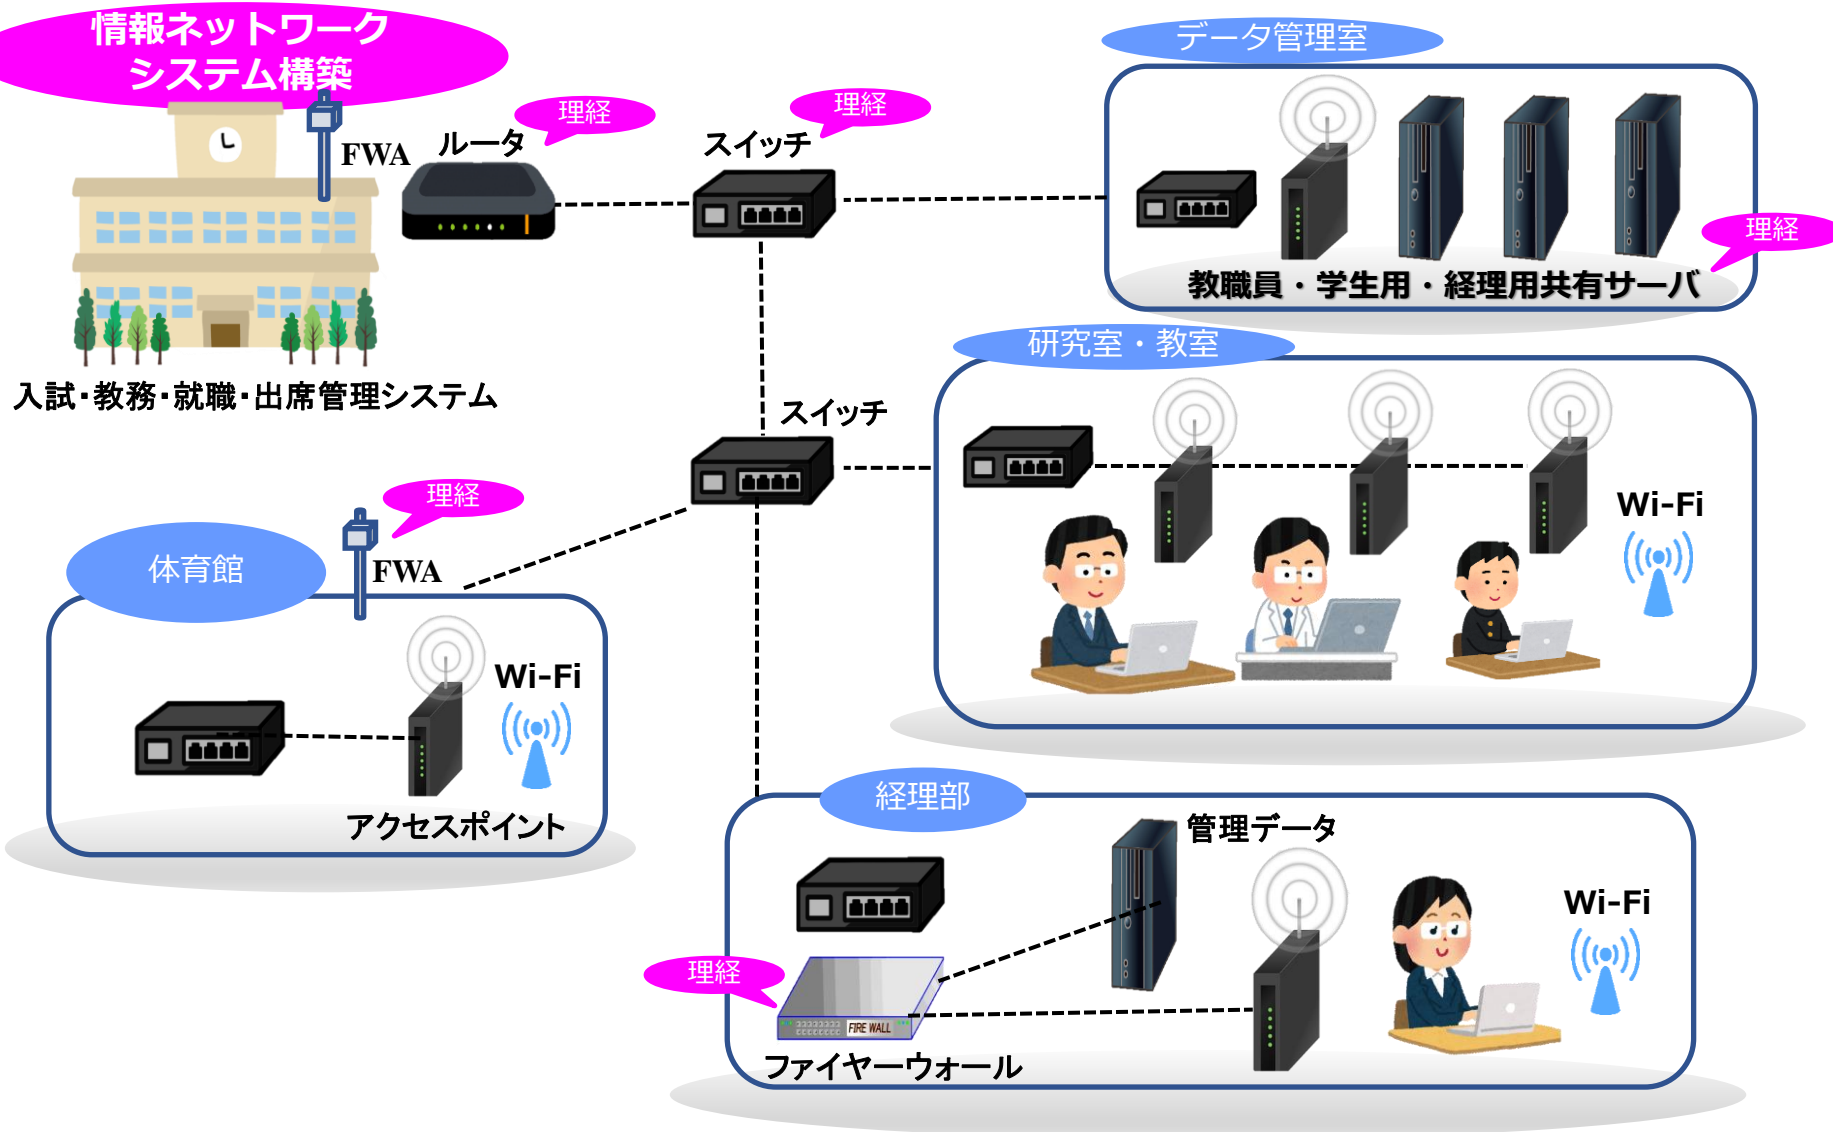 情報ネットワーク
システム構築
データ管理室
理経
理経
ルータ
スイッチ
FWA
理経
教職員・学生用・経理用共有サーバ
研究室・教室
入試・教務・就職・出席管理システム
スイッチ
理経
Wi-Fi
体育館
FWA
Wi-Fi
アクセスポイント
経理部
管理データ
Wi-Fi
理経
FIRE WALL
ファイヤーウォール